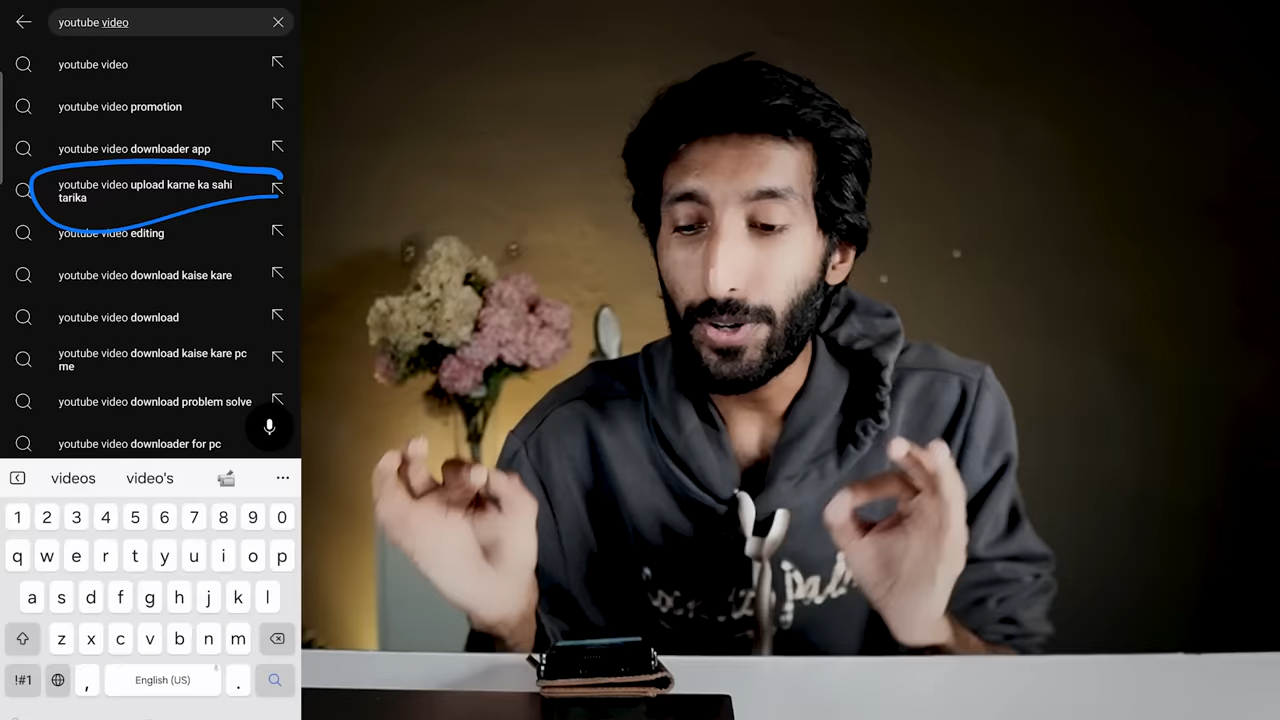 youtube video
youtube video
youtube video promotion
youtube video downloader app
youtube video upload karne ka sahi
tarika
youtube video editing
youtube video download kaise kare
youtube video download
youtube video download kaise kare pc
me
youtube video download problem solve
youtube video downloader for pc
videos video's
1 2 3 4 5 6 7 8 9 0
q w e r t y u i o p
a s d f g h j k l
z x c v b n m
!#1 , English (US) .